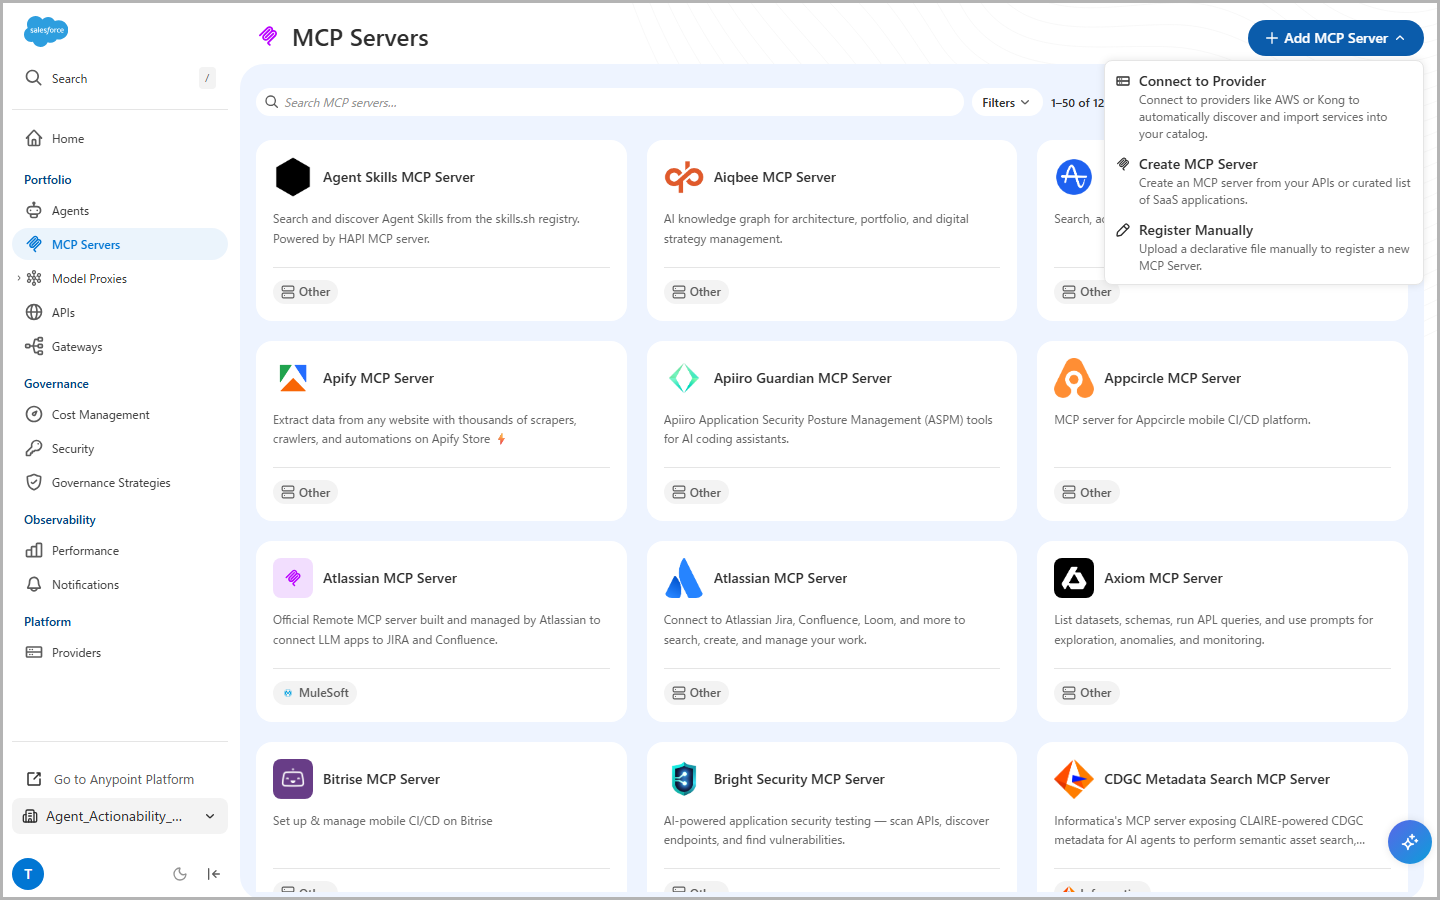 salesforce
Search
/
Home
Portfolio
Agents
MCP Servers
Model Proxies
APIs
Gateways
Governance
Cost Management
Security
Governance Strategies
Observability
Performance
Notifications
Platform
Providers
Go to Anypoint Platform
Agent_Actionability_...
T
MCP Servers
Add MCP Server
Search MCP servers...
Filters
1–50 of 12
Connect to Provider
Connect to providers like AWS or Kong to
automatically discover and import services into
your catalog.
Create MCP Server
Create an MCP server from your APIs or curated list
of SaaS applications.
Register Manually
Upload a declarative file manually to register a new
MCP Server.
Agent Skills MCP Server
Search and discover Agent Skills from the skills.sh registry.
Powered by HAPI MCP server.
Other
Aiqbee MCP Server
AI knowledge graph for architecture, portfolio, and digital
strategy management.
Other
Search,
Other
Apify MCP Server
Extract data from any website with thousands of scrapers,
crawlers, and automations on Apify Store
Other
Apiiro Guardian MCP Server
Apiiro Application Security Posture Management (ASPM) tools
for AI coding assistants.
Other
Appcircle MCP Server
MCP server for Appcircle mobile CI/CD platform.
Other
Atlassian MCP Server
Official Remote MCP server built and managed by Atlassian to
connect LLM apps to JIRA and Confluence.
MuleSoft
Atlassian MCP Server
Connect to Atlassian Jira, Confluence, Loom, and more to
search, create, and manage your work.
Other
Axiom MCP Server
List datasets, schemas, run APL queries, and use prompts for
exploration, anomalies, and monitoring.
Other
Bitrise MCP Server
Set up & manage mobile CI/CD on Bitrise
Bright Security MCP Server
AI-powered application security testing — scan APIs, discover
endpoints, and find vulnerabilities.
CDGC Metadata Search MCP Server
Informatica's MCP server exposing CLAIRE-powered CDGC
metadata for AI agents to perform semantic asset search,...